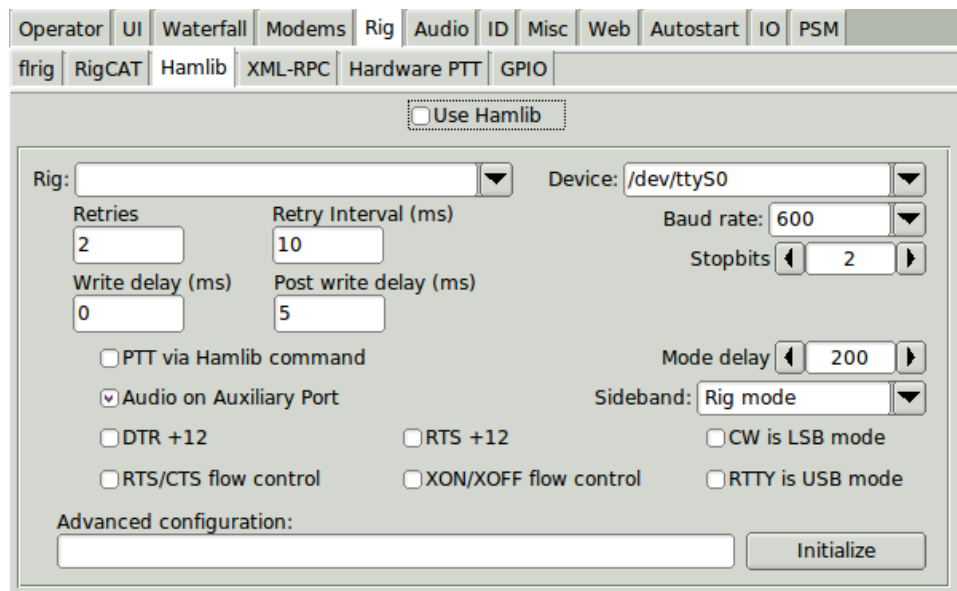 Operator UI Waterfall Modems Rig Audio ID Misc Web Autostart IO PSM
flrig RigCAT Hamlib XML-RPC Hardware PTT GPIO
Use Hamlib
Rig: Device: /dev/ttyS0
Retries Retry Interval (ms) Baud rate: 600
2 10
Stopbits 2
Write delay (ms) Post write delay (ms)
0 5
PTT via Hamlib command Mode delay 200
Audio on Auxiliary Port Sideband: Rig mode
DTR +12 RTS +12 CW is LSB mode
RTS/CTS flow control XON/XOFF flow control RTTY is USB mode
Advanced configuration:
Initialize